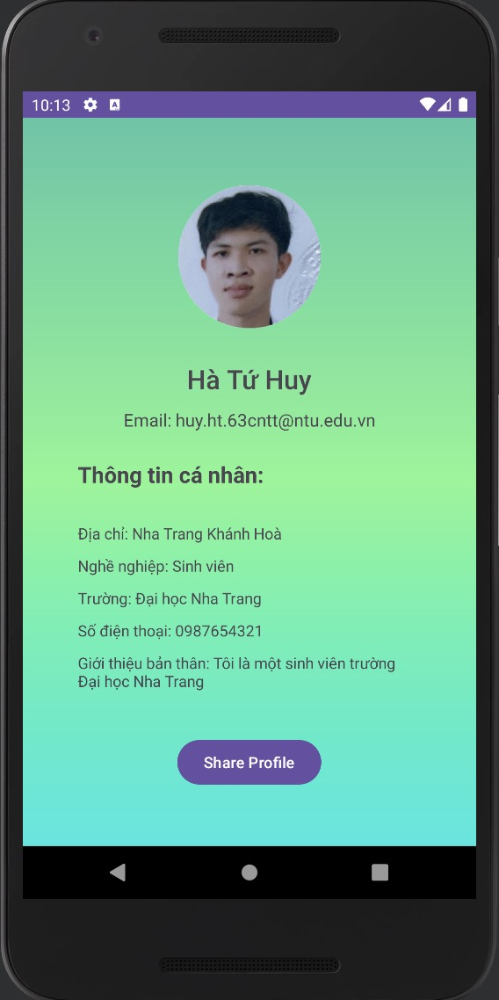 10:13
Hà Tứ Huy
Email: huy.ht.63cntt@ntu.edu.vn
Thông tin cá nhân:
Địa chỉ: Nha Trang Khánh Hoà
Nghề nghiệp: Sinh viên
Trường: Đại học Nha Trang
Số điện thoại: 0987654321
Giới thiệu bản thân: Tôi là một sinh viên trường
Đại học Nha Trang
Share Profile